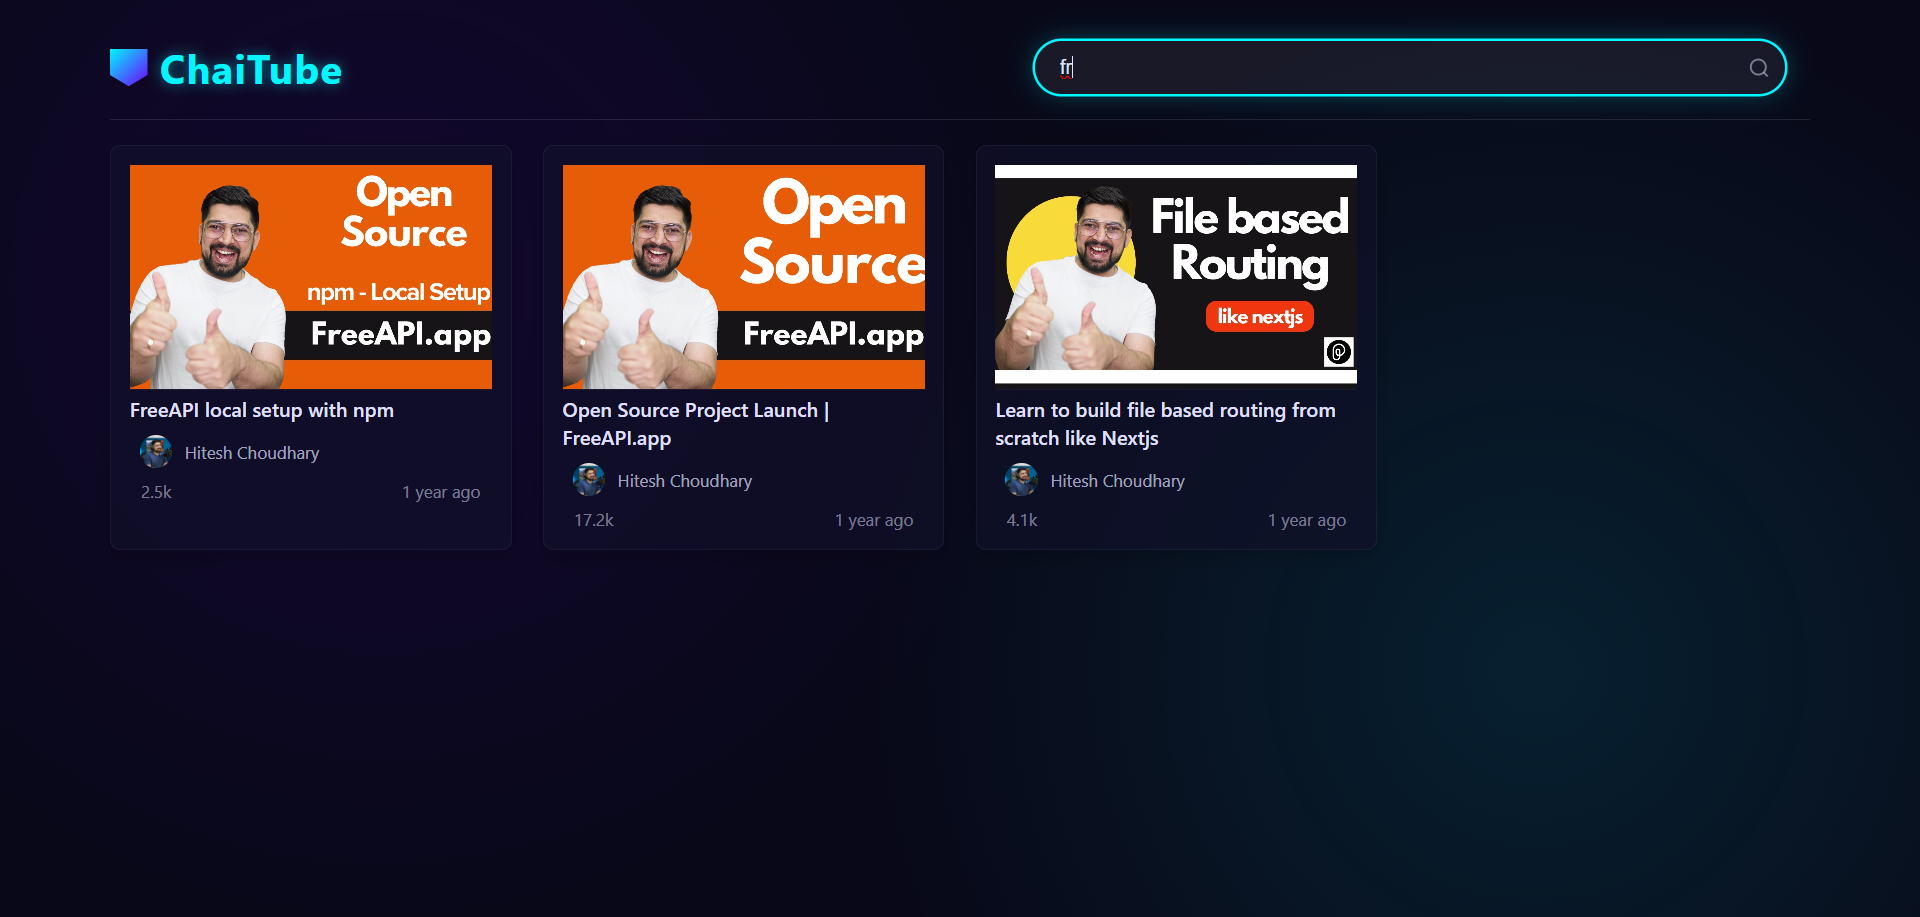 ChaiTube
fr
Open
Source
npm - Local Setup
FreeAPI.app
FreeAPI local setup with npm
Hitesh Choudhary
2.5k
1 year ago
Open
Source
FreeAPI.app
Open Source Project Launch |
FreeAPI.app
Hitesh Choudhary
17.2k
1 year ago
File based
Routing
like nextjs
Learn to build file based routing from
scratch like Nextjs
Hitesh Choudhary
4.1k
1 year ago